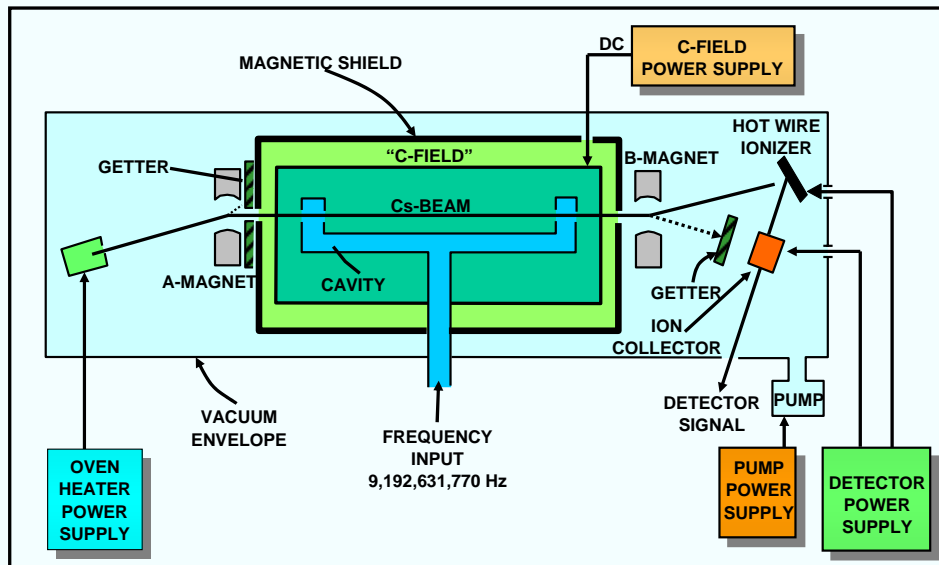 DC
C-FIELD
POWER SUPPLY
MAGNETIC SHIELD
HOT WIRE
IONIZER
GETTER
“C-FIELD”
B-MAGNET
Cs-BEAM
A-MAGNET
CAVITY
GETTER
ION
COLLECTOR
VACUUM
ENVELOPE
FREQUENCY
INPUT
9,192,631,770 Hz
DETECTOR
SIGNAL
PUMP
OVEN
HEATER
POWER
SUPPLY
PUMP
POWER
SUPPLY
DETECTOR
POWER
SUPPLY